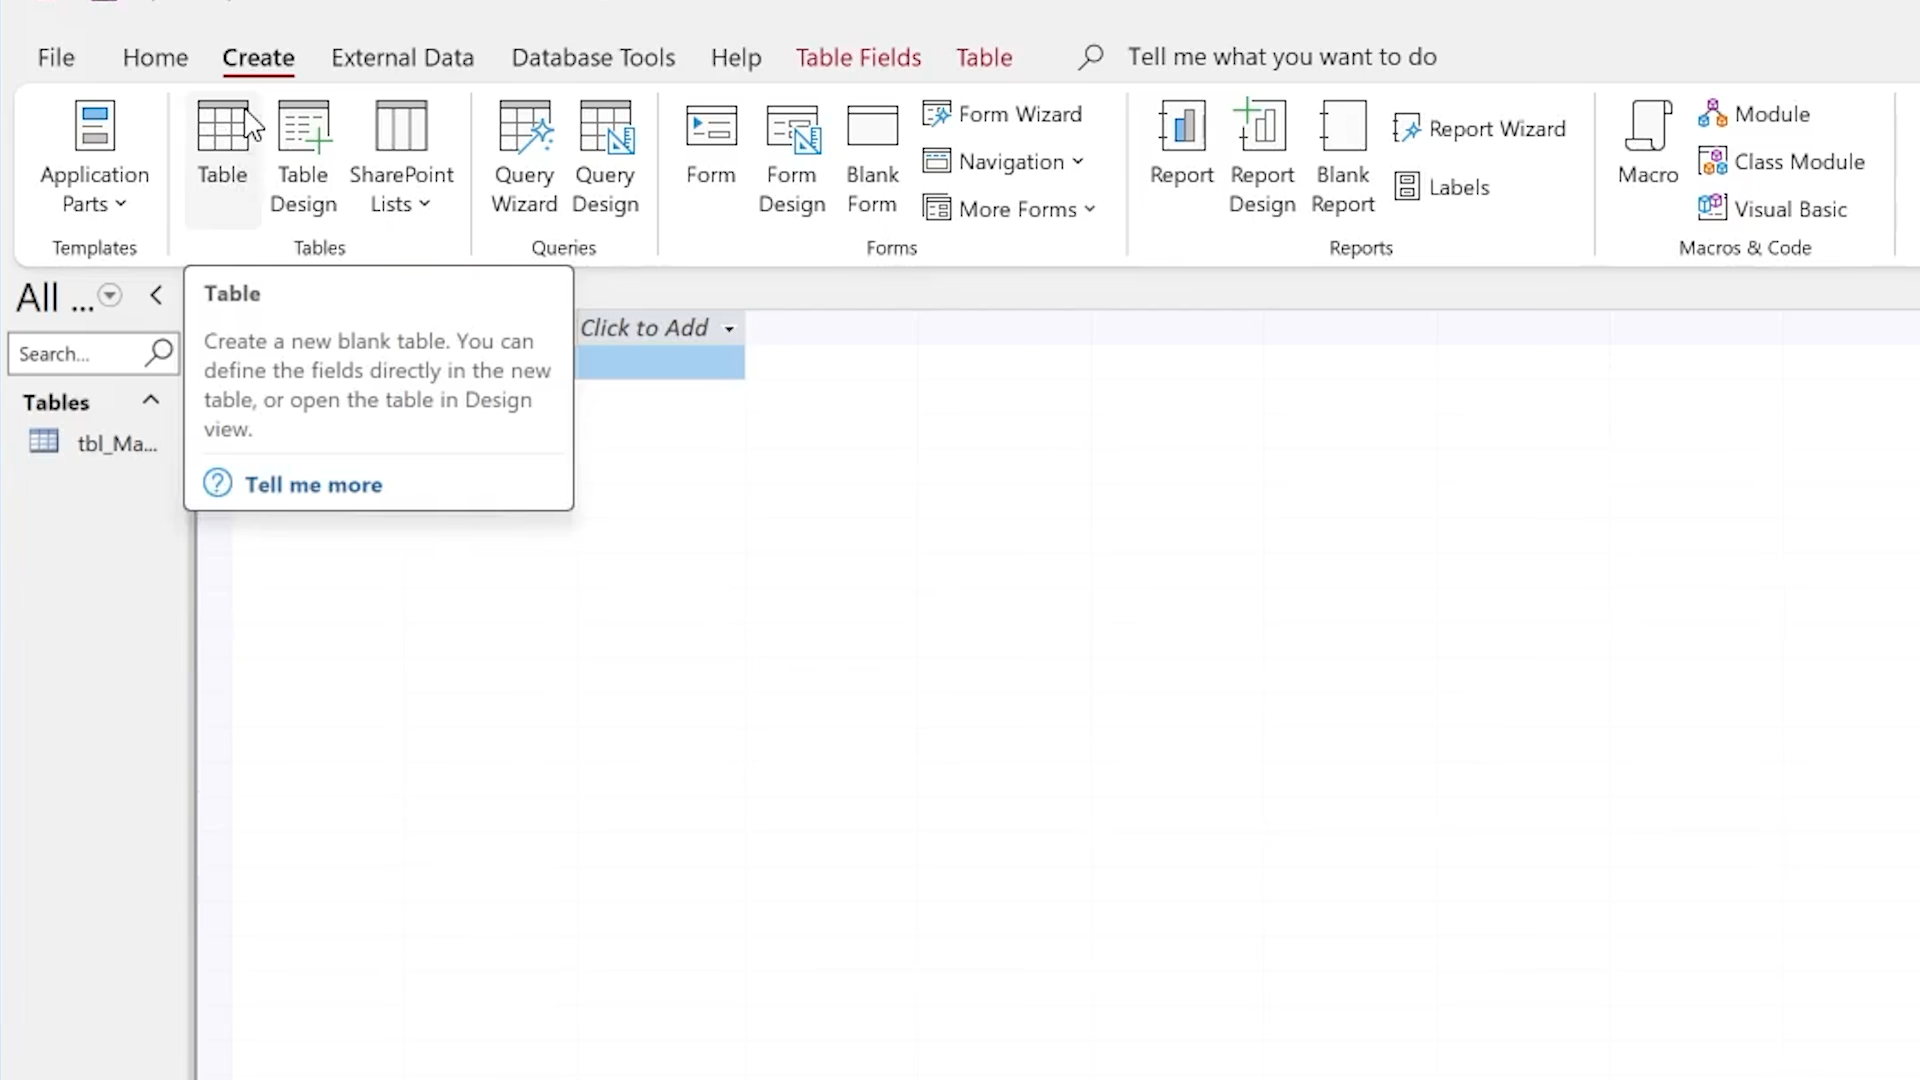 File Home Create External Data Database Tools Help Table Fields Table Tell me what you want to do
Application Parts
Table
Table Design
SharePoint Lists
Query Wizard
Query Design
Form
Form Design
Blank Form
Form Wizard
Navigation
More Forms
Report
Report Design
Blank Report
Report Wizard
Labels
Macro
Module
Class Module
Visual Basic
Templates Tables Queries Forms Reports Macros & Code
All ...
Search...
Tables
tbl_Ma...
Table
Create a new blank table. You can
define the fields directly in the new
table, or open the table in Design
view.
? Tell me more
Click to Add